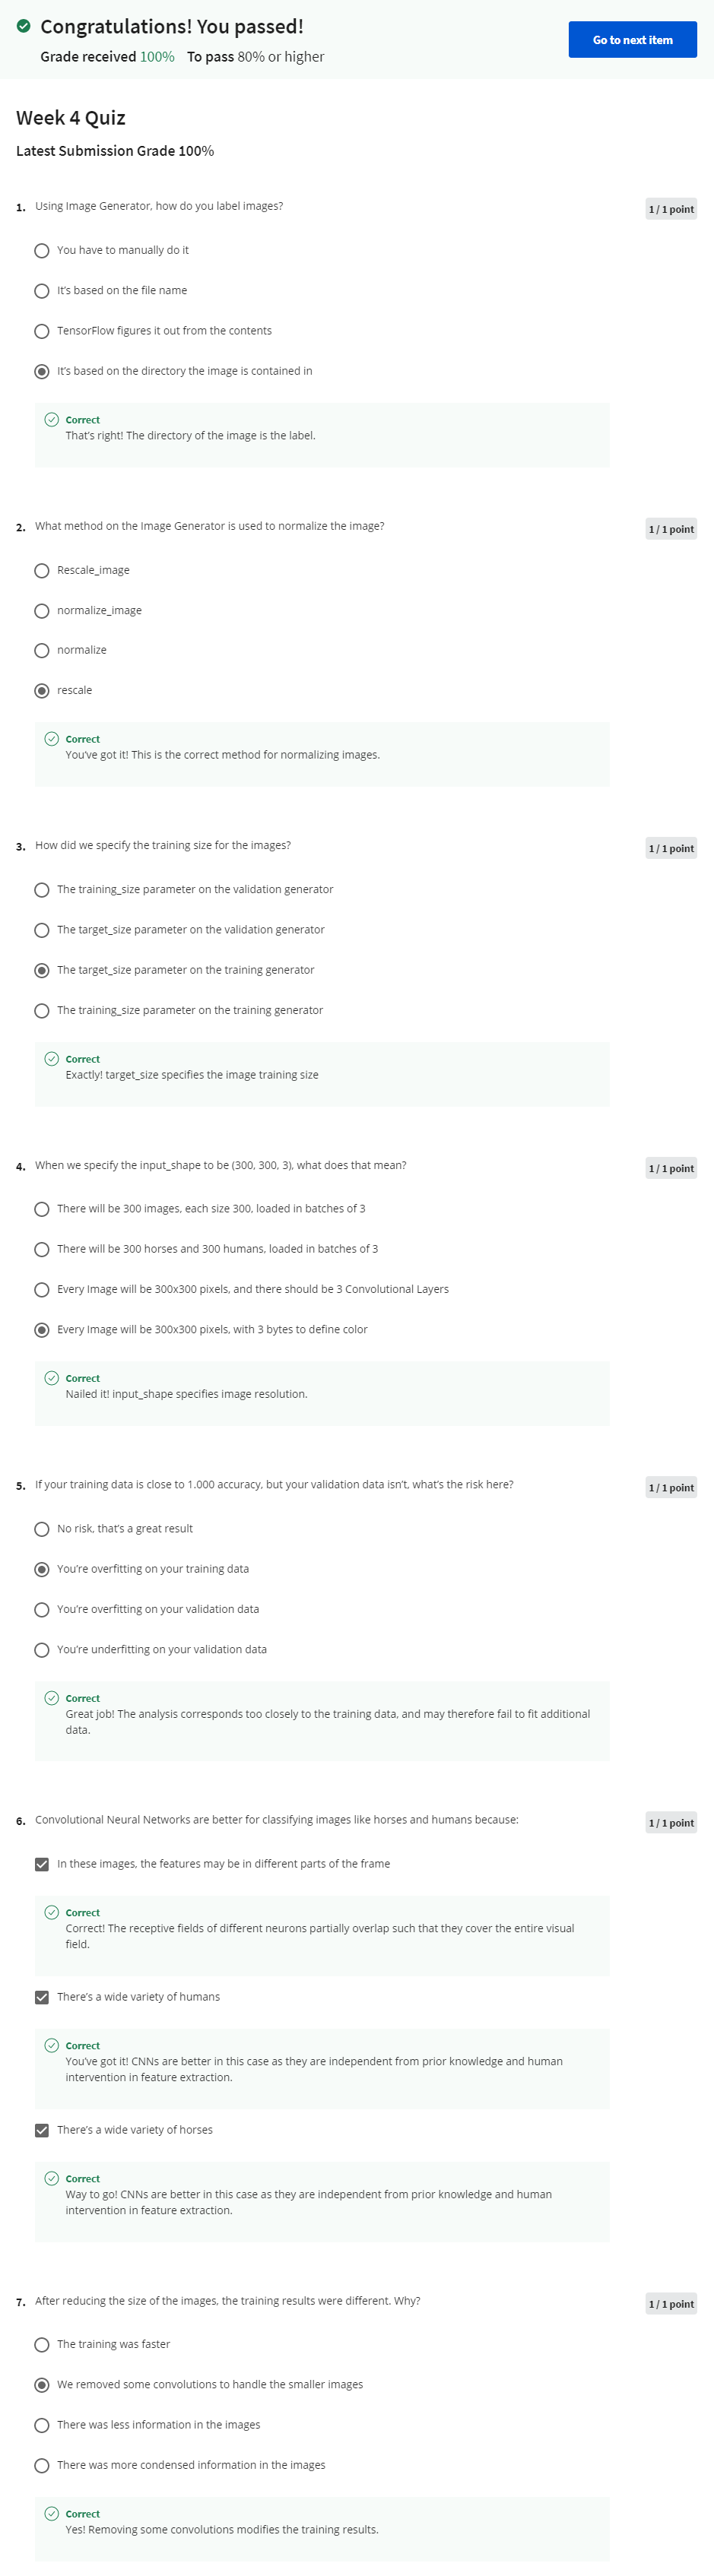 Congratulations! You passed!
Grade received 100% To pass 80% or higher
Go to next item
Week 4 Quiz
Latest Submission Grade 100%
1. Using Image Generator, how do you label images?
1 / 1 point
You have to manually do it
It's based on the file name
TensorFlow figures it out from the contents
It's based on the directory the image is contained in
Correct
That's right! The directory of the image is the label.
2. What method on the Image Generator is used to normalize the image?
1 / 1 point
Rescale_image
normalize_image
normalize
rescale
Correct
You've got it! This is the correct method for normalizing images.
3. How did we specify the training size for the images?
1 / 1 point
The training_size parameter on the validation generator
The target_size parameter on the validation generator
The target_size parameter on the training generator
The training_size parameter on the training generator
Correct
Exactly! target_size specifies the image training size
4. When we specify the input_shape to be (300, 300, 3), what does that mean?
1 / 1 point
There will be 300 images, each size 300, loaded in batches of 3
There will be 300 horses and 300 humans, loaded in batches of 3
Every Image will be 300x300 pixels, and there should be 3 Convolutional Layers
Every Image will be 300x300 pixels, with 3 bytes to define color
Correct
Nailed it! input_shape specifies image resolution.
5. If your training data is close to 1.000 accuracy, but your validation data isn't, what's the risk here?
1 / 1 point
No risk, that's a great result
You're overfitting on your training data
You're overfitting on your validation data
You're underfitting on your validation data
Correct
Great job! The analysis corresponds too closely to the training data, and may therefore fail to fit additional
data.
6. Convolutional Neural Networks are better for classifying images like horses and humans because:
1 / 1 point
In these images, the features may be in different parts of the frame
Correct
Correct! The receptive fields of different neurons partially overlap such that they cover the entire visual
field.
There's a wide variety of humans
Correct
You've got it! CNNs are better in this case as they are independent from prior knowledge and human
intervention in feature extraction.
There's a wide variety of horses
Correct
Way to go! CNNs are better in this case as they are independent from prior knowledge and human
intervention in feature extraction.
7. After reducing the size of the images, the training results were different. Why?
1 / 1 point
The training was faster
We removed some convolutions to handle the smaller images
There was less information in the images
There was more condensed information in the images
Correct
Yes! Removing some convolutions modifies the training results.